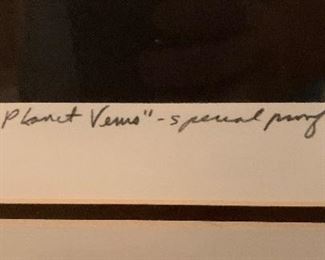 Planet Venus" - special proof